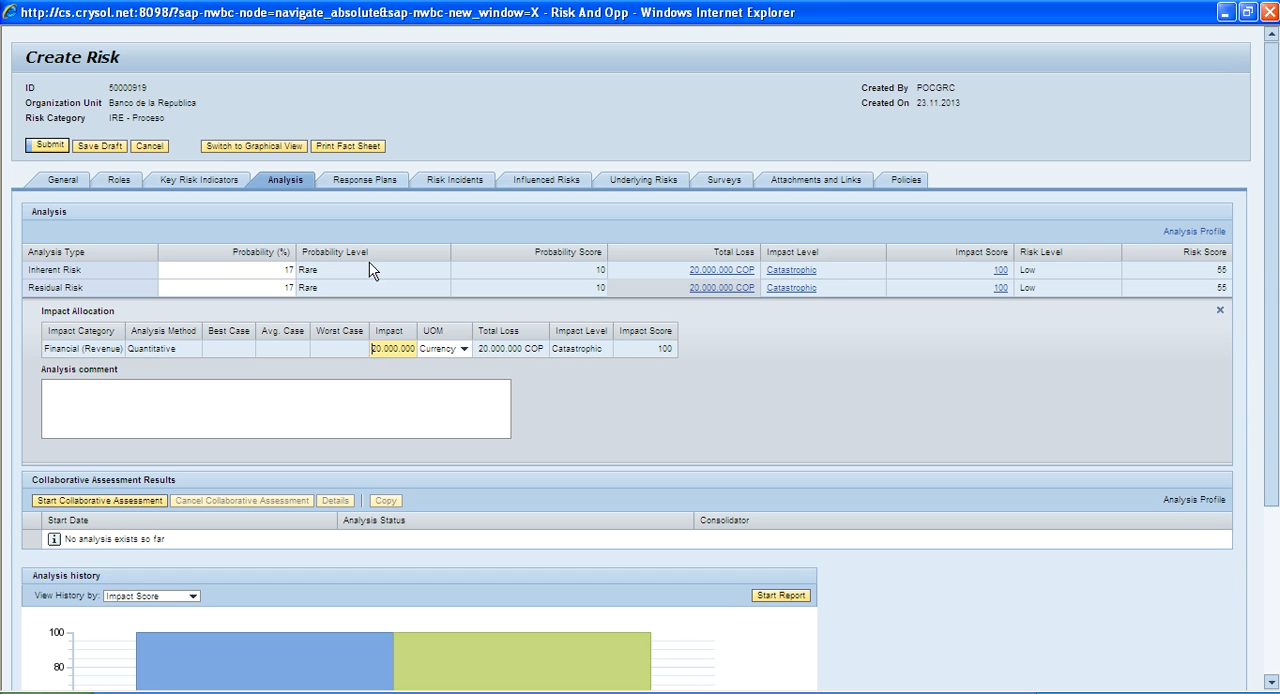 http://cs.crysol.net:8098/?sap-nwbc-node=navigate_absolute&sap-nwbc-new_window=X - Risk And Opp - Windows Internet Explorer
Create Risk
ID 50000919 Created By POCGRC
Organization Unit Banco de la Republica Created On 23.11.2013
Risk Category IRE - Proceso
Submit Save Draft Cancel Switch to Graphical View Print Fact Sheet
General Roles Key Risk Indicators Analysis Response Plans Risk Incidents Influenced Risks Underlying Risks Surveys Attachments and Links Policies
Analysis
Analysis Profile
Analysis Type Probability (%) Probability Level Probability Score Total Loss Impact Level Impact Score Risk Level Risk Score
Inherent Risk 17 Rare 10 20.000.000 COP Catastrophic 100 Low 55
Residual Risk 17 Rare 10 20.000.000 COP Catastrophic 100 Low 55
Impact Allocation
Impact Category Analysis Method Best Case Avg. Case Worst Case Impact UOM Total Loss Impact Level Impact Score
Financial (Revenue) Quantitative 20.000.000 Currency 20.000.000 COP Catastrophic 100
Analysis comment
Collaborative Assessment Results
Start Collaborative Assessment Cancel Collaborative Assessment Details Copy Analysis Profile
Start Date Analysis Status Consolidator
No analysis exists so far
Analysis history
View History by: Impact Score Start Report
100
80